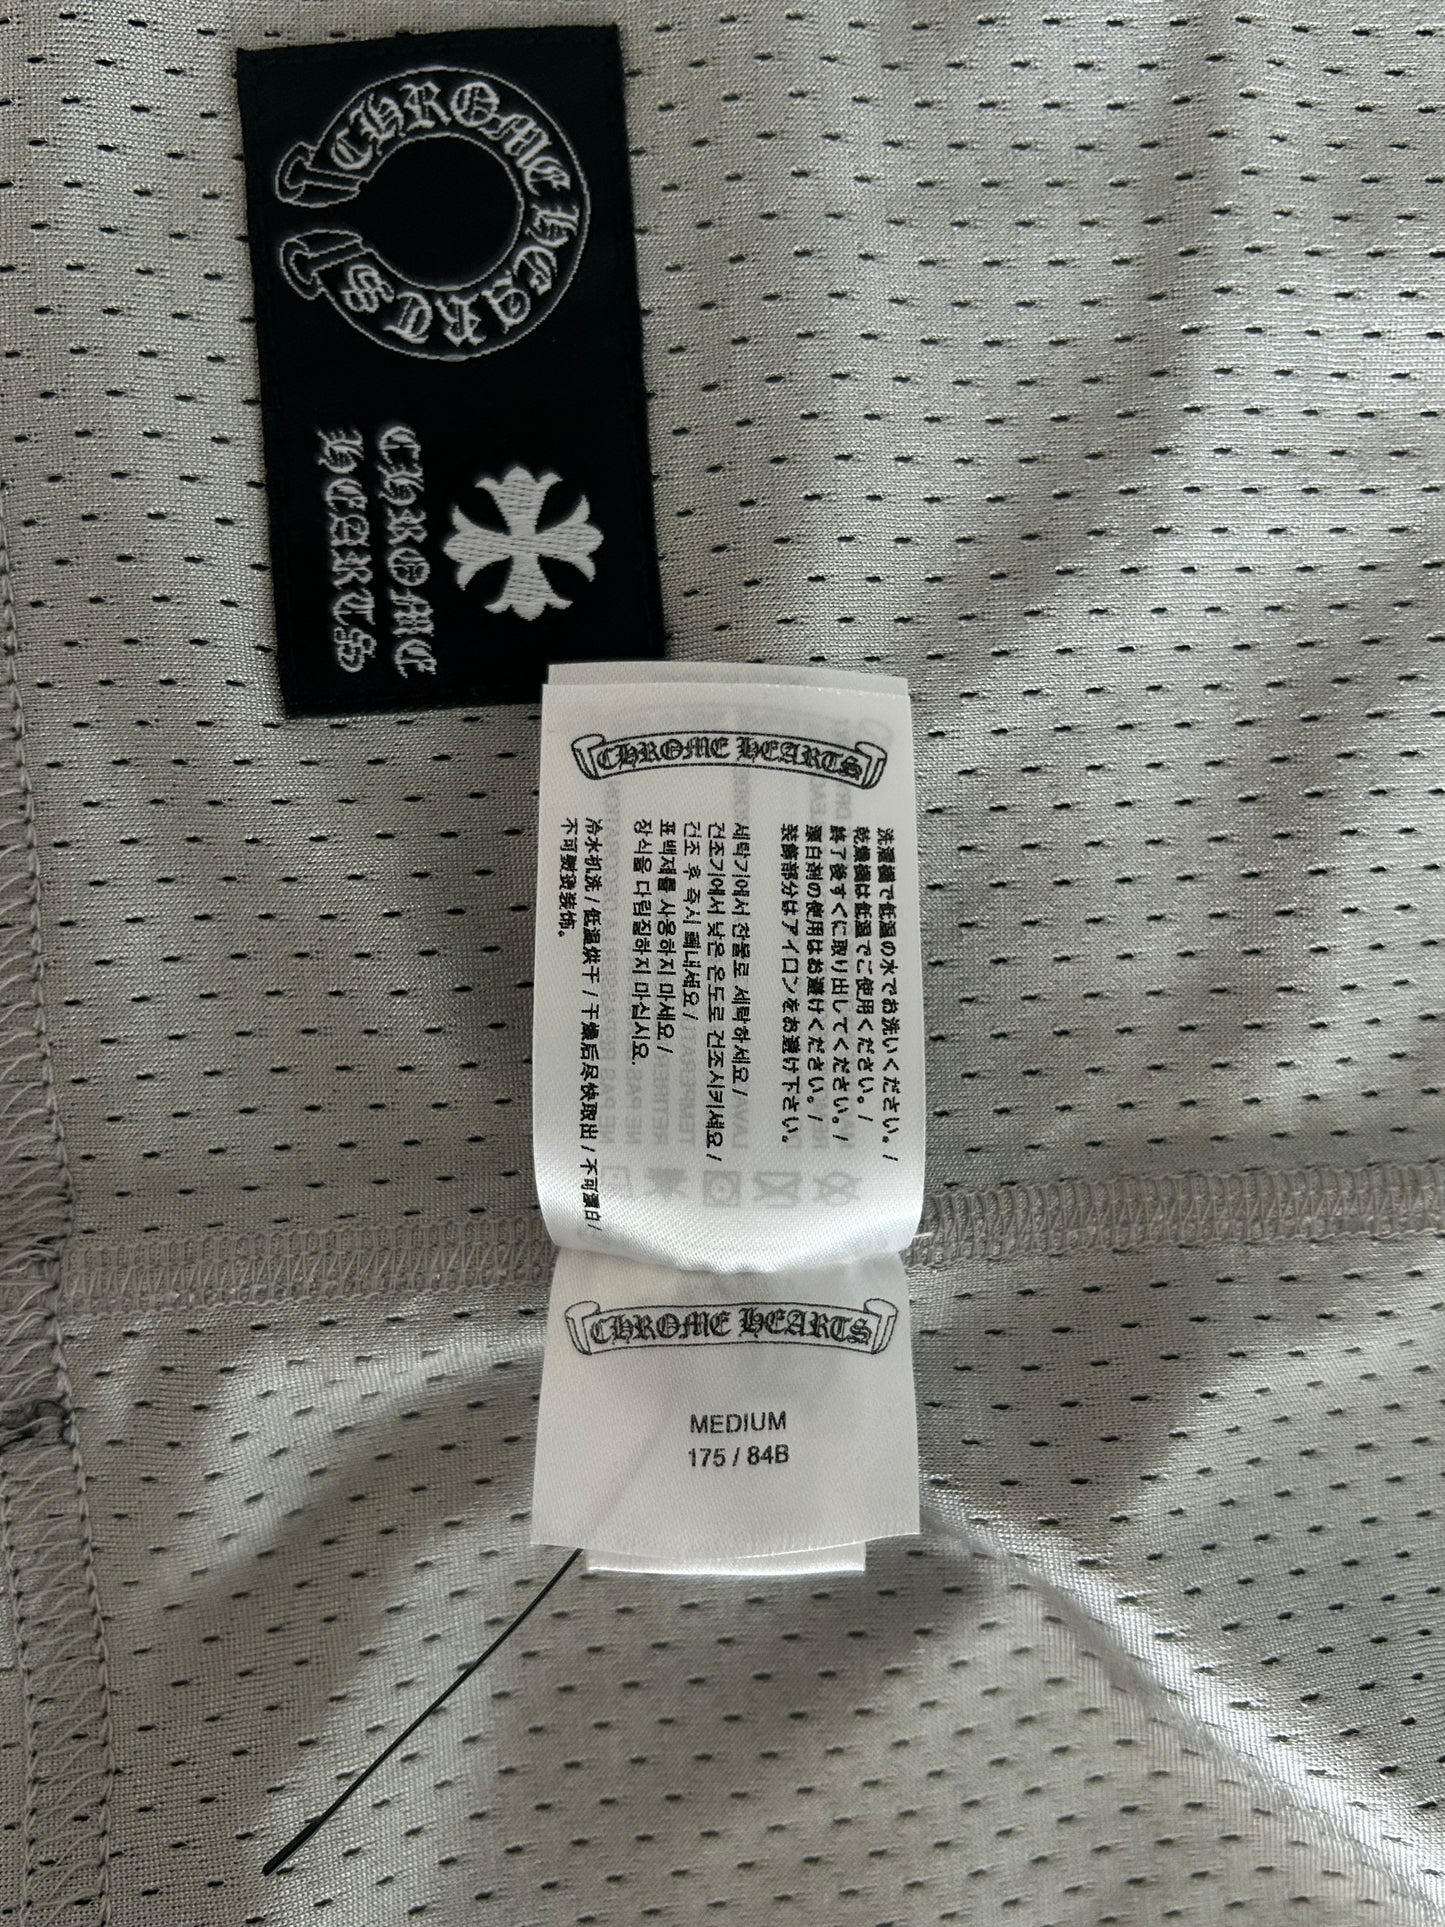 CHROME HEARTS
CHROME
HEARTS
CHROME HEARTS
洗濯機で低温の水でお洗いください。/
乾燥機は低温でご使用ください。/
終了後すぐに取り出してください。/
漂白剤の使用はお避けください。/
装飾部分はアイロンをお避け下さい。
세탁기에서 찬물로 세탁하세요 /
건조기에서 낮은 온도로 건조시키세요 /
건조 후 즉시 빼내세요 /
표백제를 사용하지 마세요 /
장식을 다림질하지 마십시오.
冷水机洗 / 低温烘干 / 干燥后尽快取出 / 不可漂白 /
不可熨烫装饰。
CHROME HEARTS
MEDIUM
175 / 84B